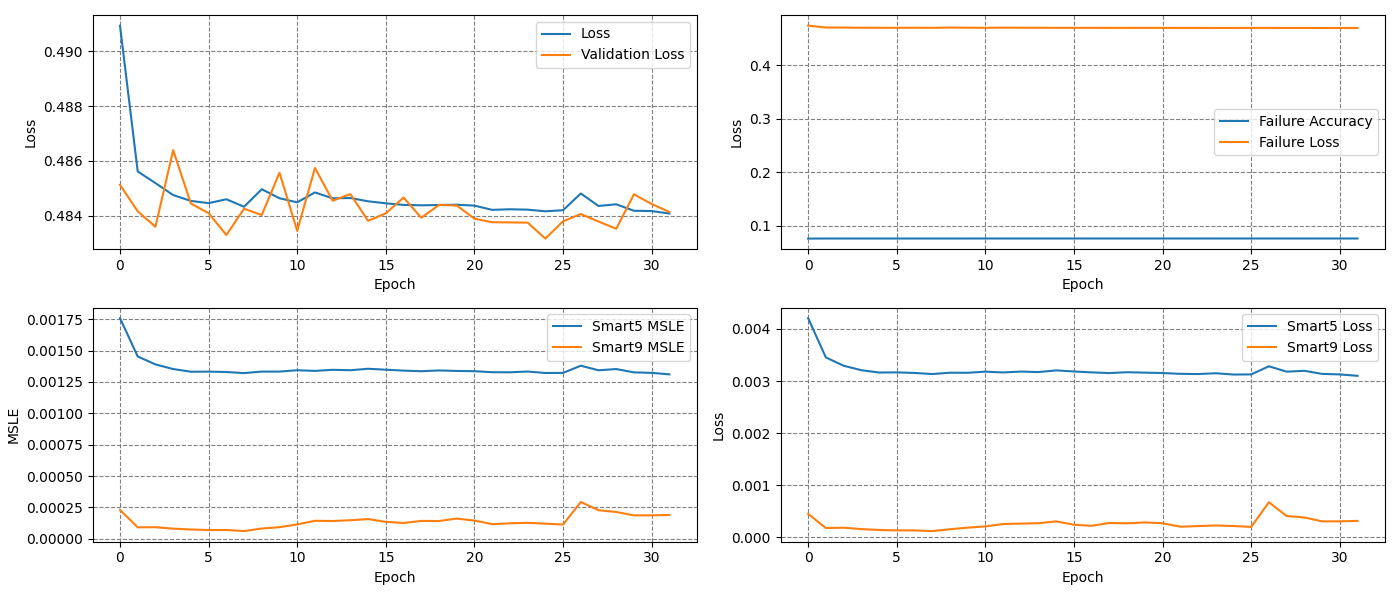 Loss
0.490
0.488
0.486
0.484
0 5 10 15 20 25 30
Epoch
Loss
Validation Loss
Loss
0.4
0.3
0.2
0.1
0 5 10 15 20 25 30
Epoch
Failure Accuracy
Failure Loss
MSLE
0.00175
0.00150
0.00125
0.00100
0.00075
0.00050
0.00025
0.00000
0 5 10 15 20 25 30
Epoch
Smart5 MSLE
Smart9 MSLE
Loss
0.004
0.003
0.002
0.001
0.000
0 5 10 15 20 25 30
Epoch
Smart5 Loss
Smart9 Loss